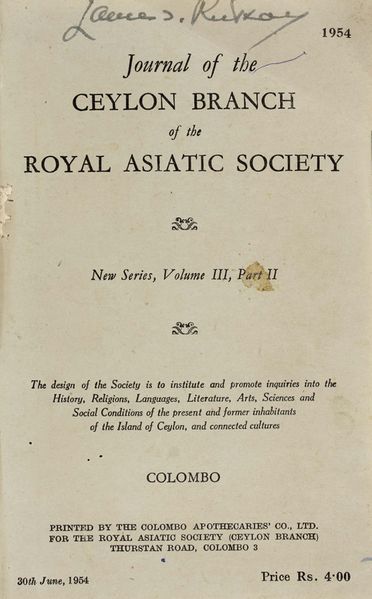 James T. Rutnam
1954
Journal of the
CEYLON BRANCH
of the
ROYAL ASIATIC SOCIETY
New Series, Volume III, Part II
The design of the Society is to institute and promote inquiries into the
History, Religions, Languages, Literature, Arts, Sciences and
Social Conditions of the present and former inhabitants
of the Island of Ceylon, and connected cultures
COLOMBO
PRINTED BY THE COLOMBO APOTHECARIES' CO., LTD.
FOR THE ROYAL ASIATIC SOCIETY (CEYLON BRANCH)
THURSTAN ROAD, COLOMBO 3
30th June, 1954
Price Rs. 4·00